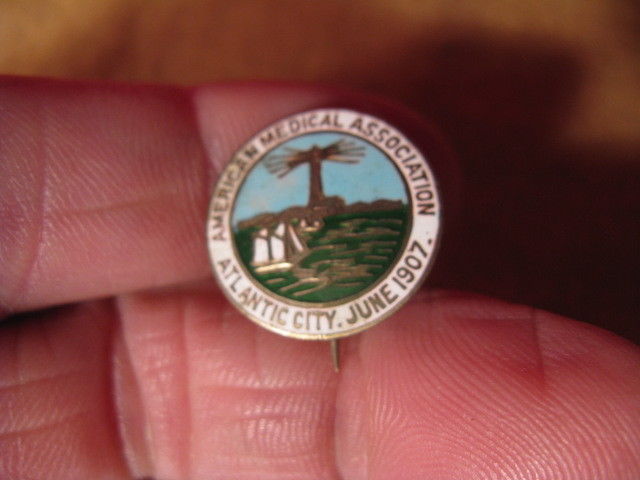 AMERICAN MEDICAL ASSOCIATION
ATLANTIC CITY. JUNE 1907.